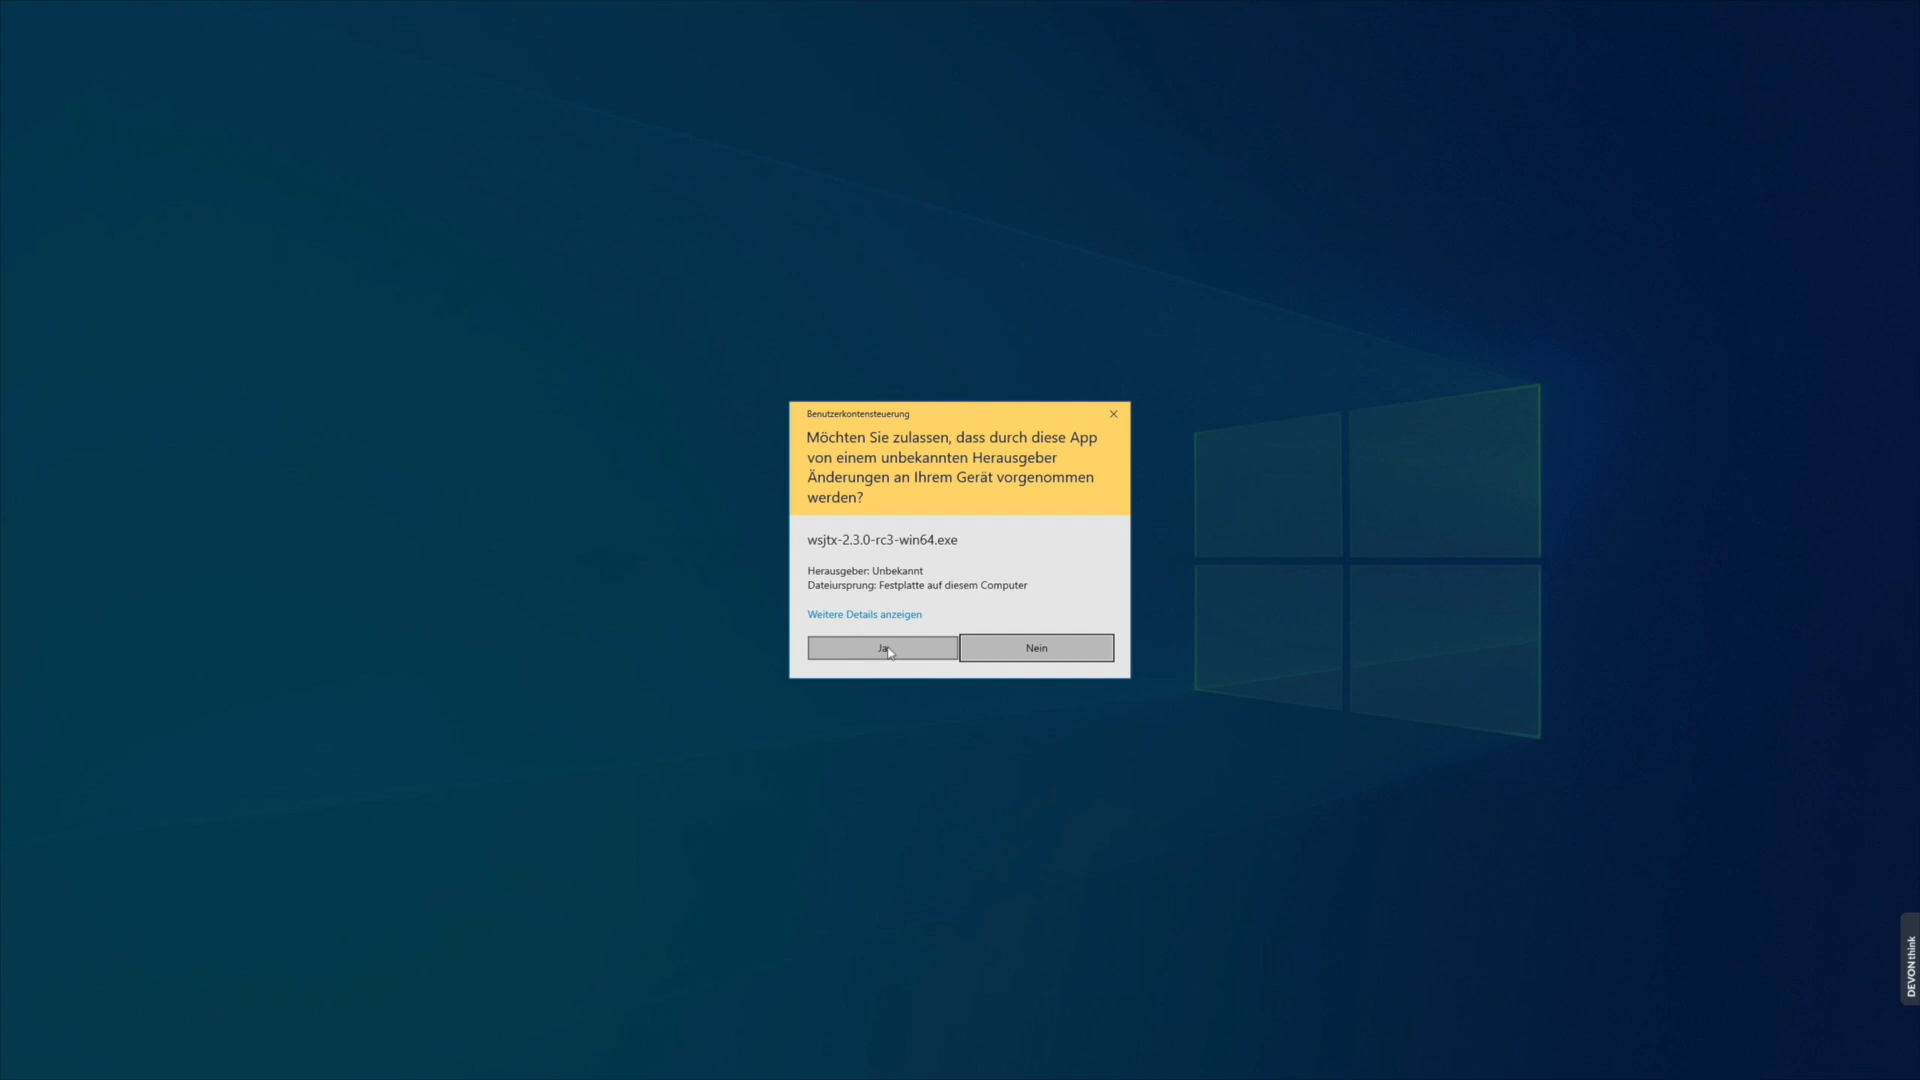 Benutzerkontensteuerung
Möchten Sie zulassen, dass durch diese App
von einem unbekannten Herausgeber
Änderungen an Ihrem Gerät vorgenommen
werden?
wsjtx-2.3.0-rc3-win64.exe
Herausgeber: Unbekannt
Dateiursprung: Festplatte auf diesem Computer
Weitere Details anzeigen
Ja
Nein
DEVONthink